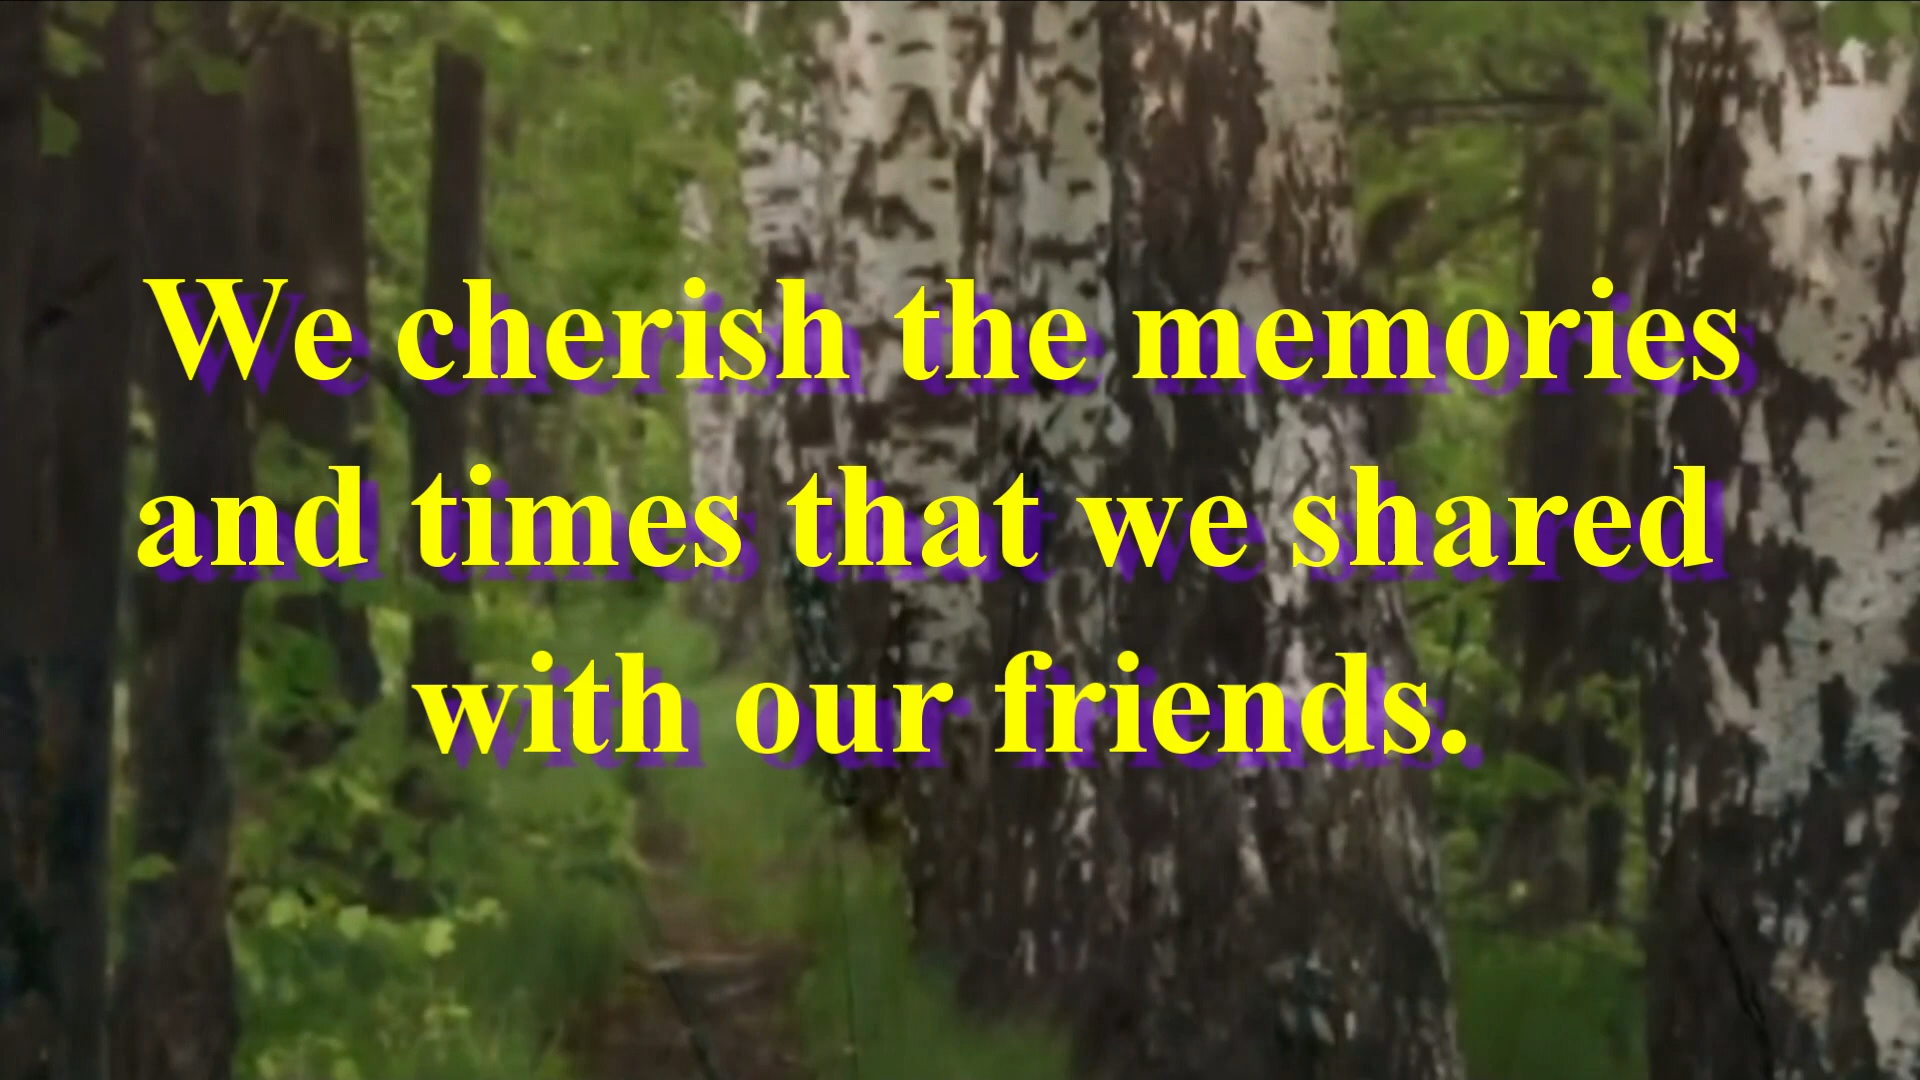 We cherish the memories
and times that we shared
with our friends.